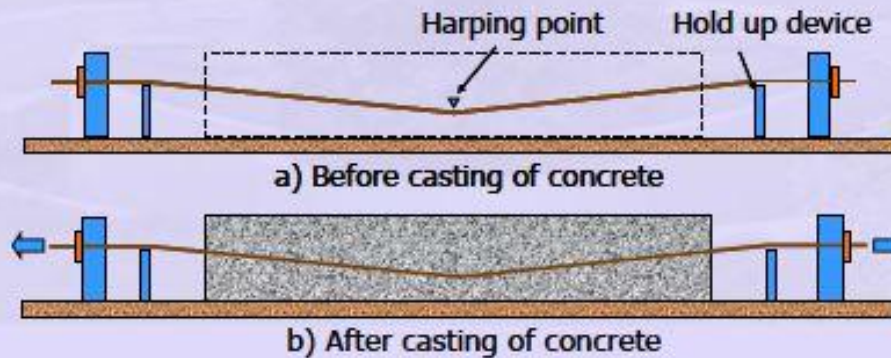 Harping point
Hold up device
a) Before casting of concrete
b) After casting of concrete